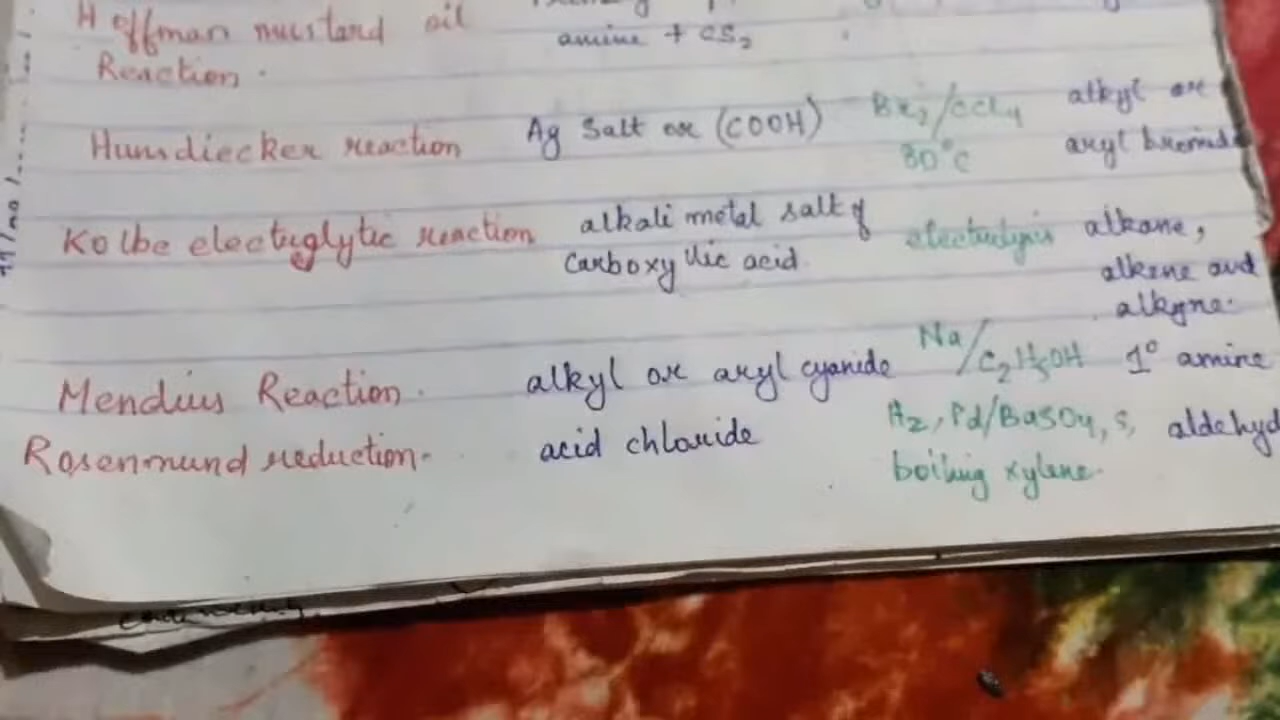 Hoffman mustard oil
amine + CS₂
Reaction.
Hunsdiecker reaction Ag Salt or (COOH) Br₂/CCl₄ alkyl or
80°C aryl bromide
Kolbe electuglytic reaction alkali metal salt of electrolysis alkane,
Carboxyllic acid. alkene and
alkyne.
Mendius Reaction. alkyl or aryl cyanide Na/C₂H₅OH 1° amine
Rosenmund reduction. acid chloride H₂, Pd/BaSO₄, S, aldehyd
boiling xylene.